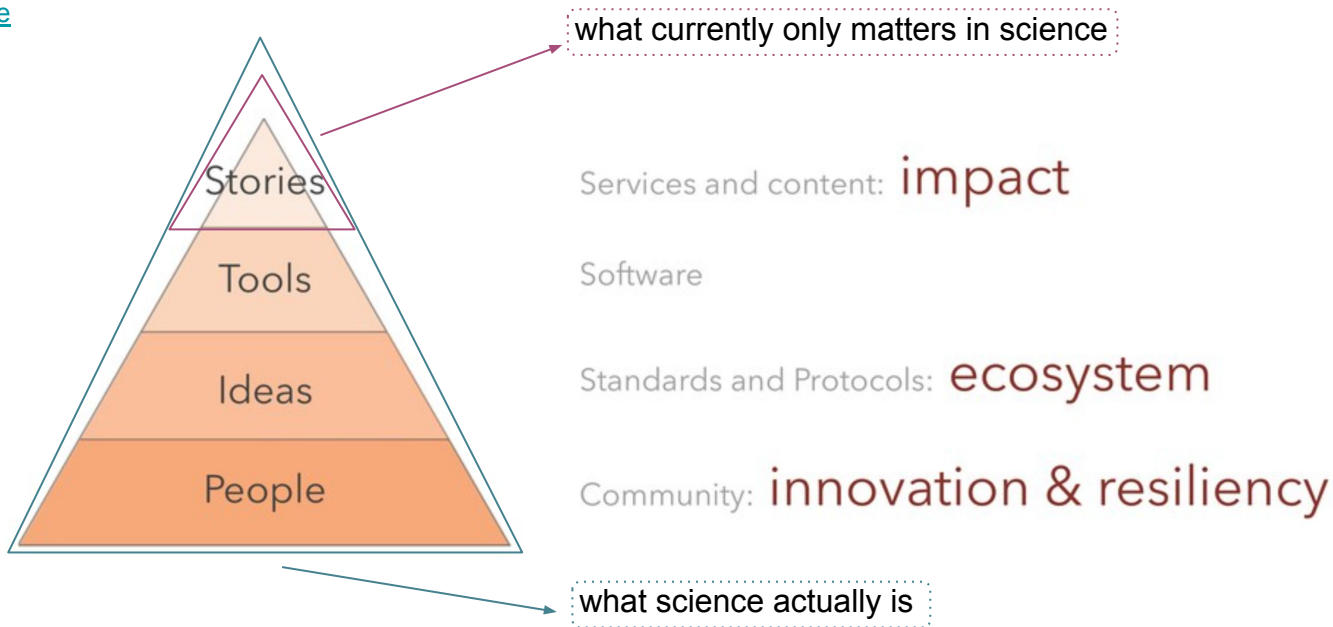 e
what currently only matters in science
Stories
Services and content: impact
Tools
Software
Ideas
Standards and Protocols: ecosystem
People
Community: innovation & resiliency
what science actually is